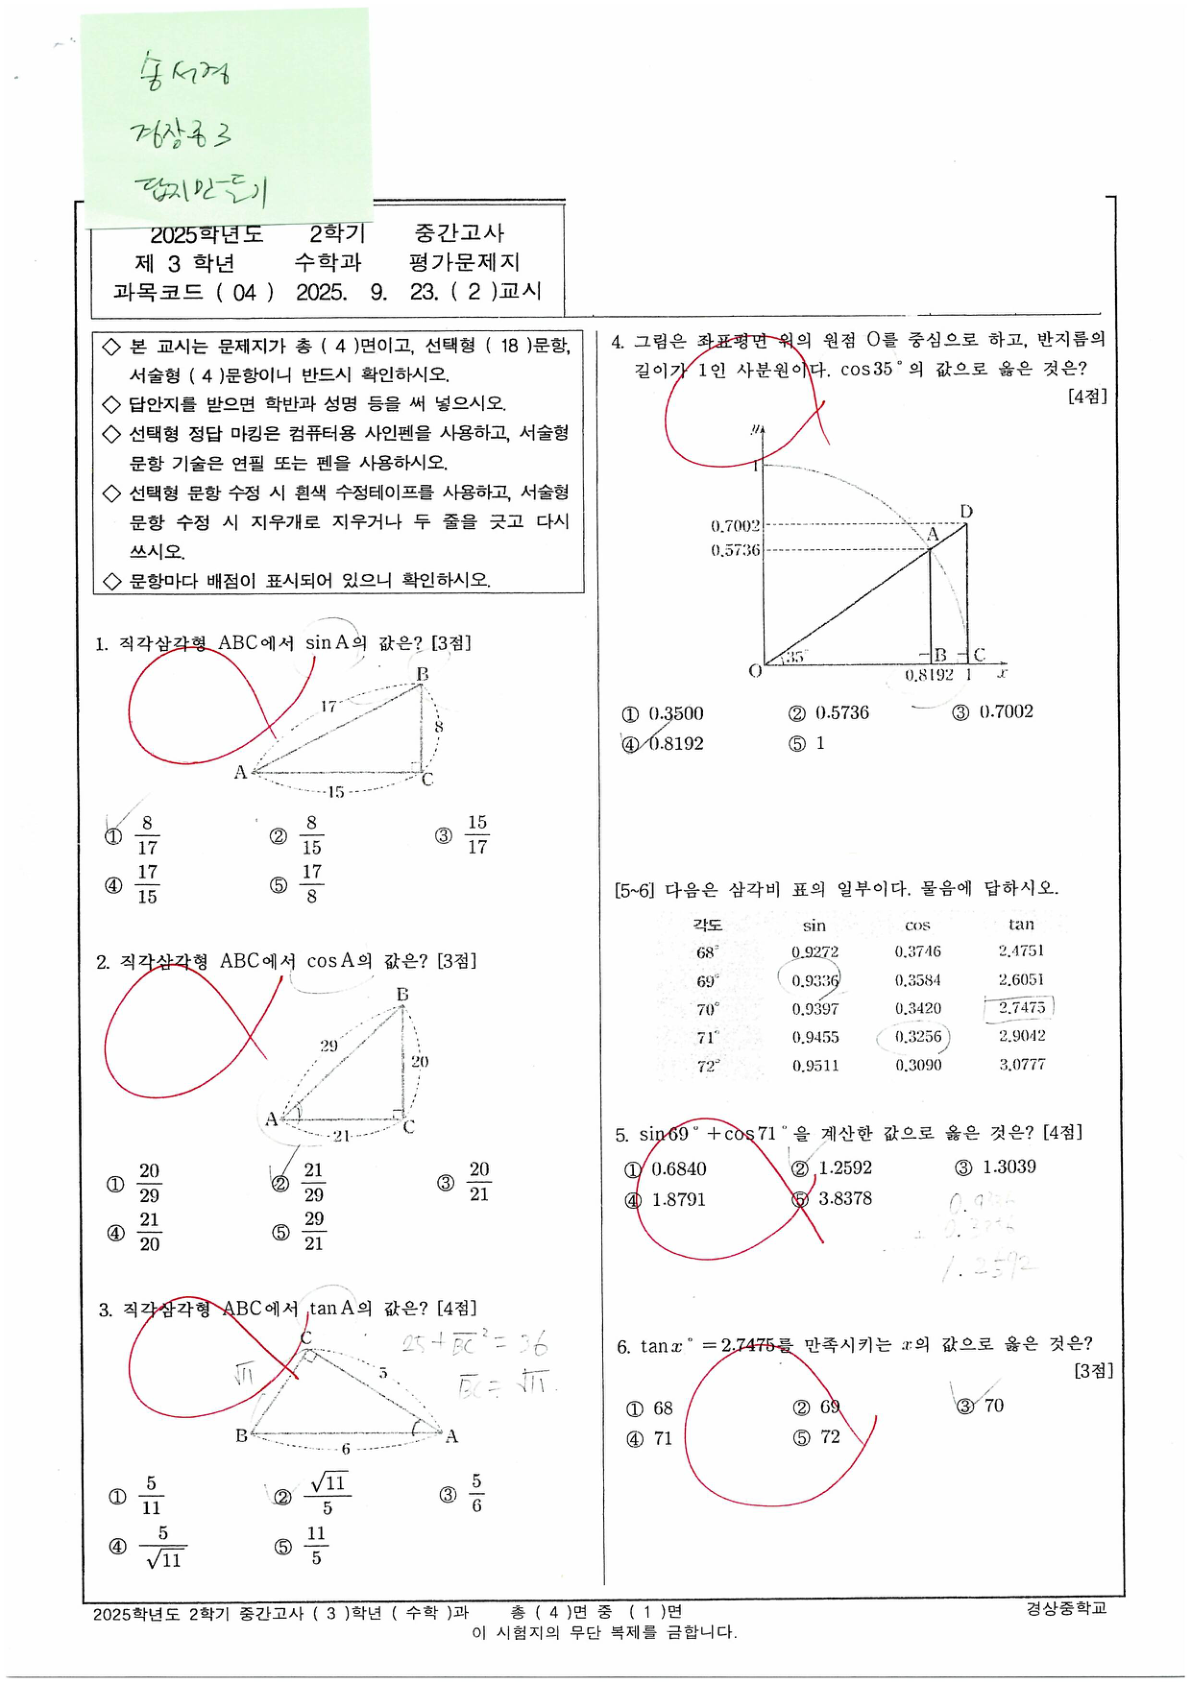 송서경
경상중3
답지만들기
2025학년도 2학기 중간고사
제 3 학년 수학과 평가문제지
과목코드 ( 04 ) 2025. 9. 23. ( 2 )교시
◇ 본 교시는 문제지가 총 ( 4 )면이고, 선택형 ( 18 )문항,
서술형 ( 4 )문항이니 반드시 확인하시오.
◇ 답안지를 받으면 학반과 성명 등을 써 넣으시오.
◇ 선택형 정답 마킹은 컴퓨터용 사인펜을 사용하고, 서술형
문항 기술은 연필 또는 펜을 사용하시오.
◇ 선택형 문항 수정 시 흰색 수정테이프를 사용하고, 서술형
문항 수정 시 지우개로 지우거나 두 줄을 긋고 다시
쓰시오.
◇ 문항마다 배점이 표시되어 있으니 확인하시오.
1. 직각삼각형 ABC에서 sinA의 값은? [3점]
B
17
8
A
C
15
① 8/17 ② 8/15 ③ 15/17
④ 17/15 ⑤ 17/8
2. 직각삼각형 ABC에서 cosA의 값은? [3점]
B
29
20
A
C
21
① 20/29 ② 21/29 ③ 20/21
④ 21/20 ⑤ 29/21
3. 직각삼각형 ABC에서 tanA의 값은? [4점]
C
25+BC²=36
√11
5
BC=√11.
B
A
6
① 5/11 ② √11/5 ③ 5/6
④ 5/√11 ⑤ 11/5
4. 그림은 좌표평면 위의 원점 O를 중심으로 하고, 반지름의
길이가 1인 사분원이다. cos35°의 값으로 옳은 것은?
[4점]
y
1
D
0.7002
A
0.5736
35°
B
C
O
0.8192 1 x
① 0.3500 ② 0.5736 ③ 0.7002
④ 0.8192 ⑤ 1
[5~6] 다음은 삼각비 표의 일부이다. 물음에 답하시오.
각도 sin cos tan
68° 0.9272 0.3746 2.4751
69° 0.9336 0.3584 2.6051
70° 0.9397 0.3420 2.7475
71° 0.9455 0.3256 2.9042
72° 0.9511 0.3090 3.0777
5. sin69°+cos71°을 계산한 값으로 옳은 것은? [4점]
① 0.6840 ② 1.2592 ③ 1.3039
④ 1.8791 ⑤ 3.8378
0.9336
+ 0.3256
1.2592
6. tanx°=2.7475를 만족시키는 x의 값으로 옳은 것은?
[3점]
① 68 ② 69 ③ 70
④ 71 ⑤ 72
2025학년도 2학기 중간고사 ( 3 )학년 ( 수학 )과 총 ( 4 )면 중 ( 1 )면
경상중학교
이 시험지의 무단 복제를 금합니다.